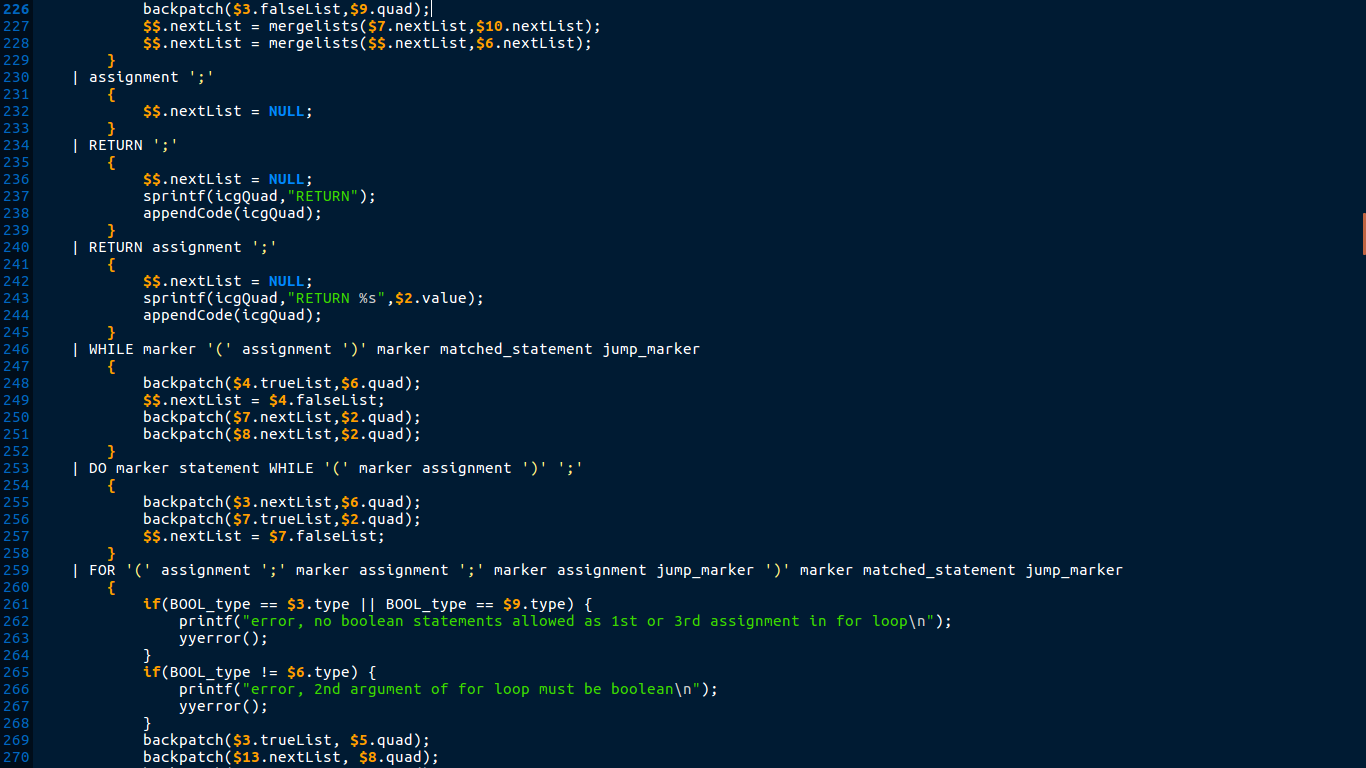 226 backpatch($3.falseList,$9.quad);
227 $$.nextList = mergelists($7.nextList,$10.nextList);
228 $$.nextList = mergelists($$.nextList,$6.nextList);
229 }
230 | assignment ';'
231 {
232 $$.nextList = NULL;
233 }
234 | RETURN ';'
235 {
236 $$.nextList = NULL;
237 sprintf(icgQuad,"RETURN");
238 appendCode(icgQuad);
239 }
240 | RETURN assignment ';'
241 {
242 $$.nextList = NULL;
243 sprintf(icgQuad,"RETURN %s",$2.value);
244 appendCode(icgQuad);
245 }
246 | WHILE marker '(' assignment ')' marker matched_statement jump_marker
247 {
248 backpatch($4.trueList,$6.quad);
249 $$.nextList = $4.falseList;
250 backpatch($7.nextList,$2.quad);
251 backpatch($8.nextList,$2.quad);
252 }
253 | DO marker statement WHILE '(' marker assignment ')' ';'
254 {
255 backpatch($3.nextList,$6.quad);
256 backpatch($7.trueList,$2.quad);
257 $$.nextList = $7.falseList;
258 }
259 | FOR '(' assignment ';' marker assignment ';' marker assignment jump_marker ')' marker matched_statement jump_marker
260 {
261 if(BOOL_type == $3.type || BOOL_type == $9.type) {
262 printf("error, no boolean statements allowed as 1st or 3rd assignment in for loop\n");
263 yyerror();
264 }
265 if(BOOL_type != $6.type) {
266 printf("error, 2nd argument of for loop must be boolean\n");
267 yyerror();
268 }
269 backpatch($3.trueList, $5.quad);
270 backpatch($13.nextList, $8.quad);